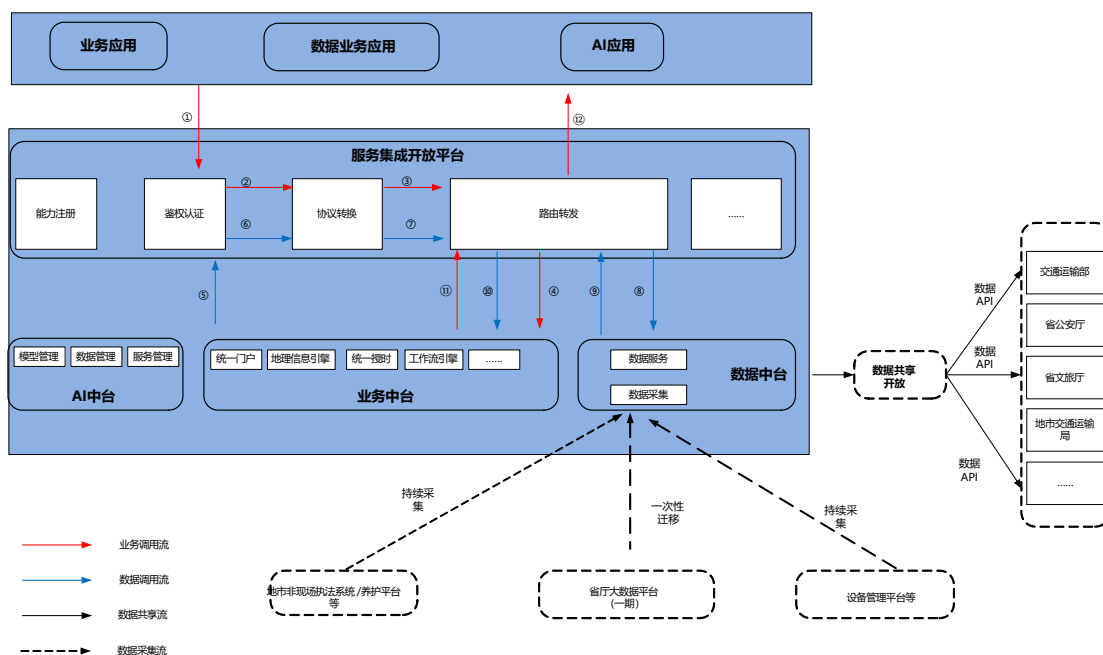 业务应用
数据业务应用
AI应用
①
⑫
服务集成开放平台
能力注册
鉴权认证
②
⑥
协议转换
③
⑦
路由转发
……
⑤
⑪
⑩
④
⑨
⑧
模型管理
数据管理
服务管理
AI中台
统一门户
地理信息引擎
统一授时
工作流引擎
……
业务中台
数据服务
数据采集
数据中台
数据共享
开放
数据
API
数据
API
数据
API
交通运输部
省公安厅
省文旅厅
地市交通运输
局
……
持续采
集
一次性
迁移
持续采
集
地市非现场执法系统/养护平台
等
省厅大数据平台
(一期)
设备管理平台等
业务调用流
数据调用流
数据共享流
数据采集流